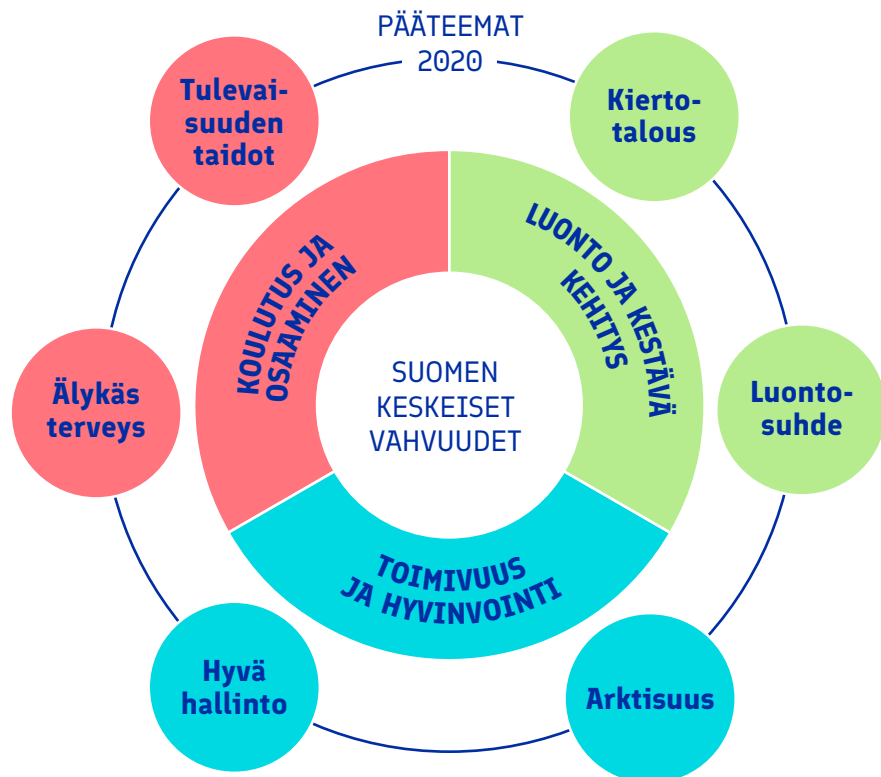 PÄÄTEEMAT
2020
Tulevai-
suuden
taidot
Kierto-
talous
KOULUTUS JA
OSAAMINEN
LUONTO JA KESTÄVÄ
KEHITYS
SUOMEN
KESKEISET
VAHVUUDET
Älykäs
terveys
Luonto-
suhde
TOIMIVUUS
JA HYVINVOINTI
Hyvä
hallinto
Arktisuus